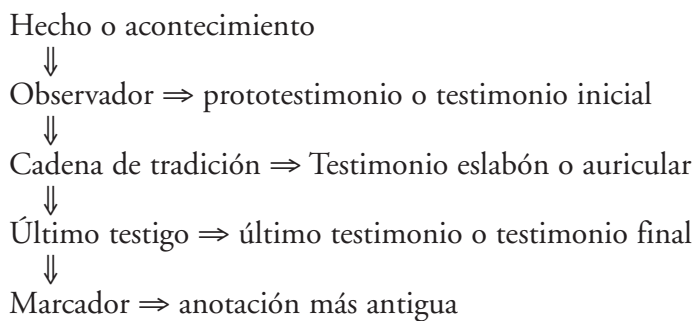 Hecho o acontecimiento
⇓
Observador ⇒ prototestimonio o testimonio inicial
⇓
Cadena de tradición ⇒ Testimonio eslabón o auricular
⇓
Último testigo ⇒ último testimonio o testimonio final
⇓
Marcador ⇒ anotación más antigua